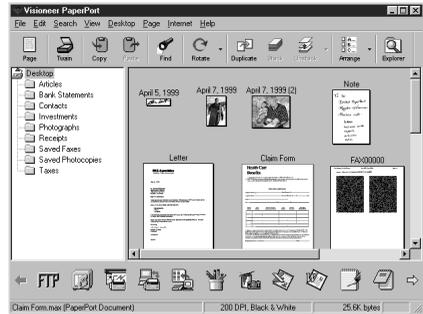 Visioneer PaperPort
File Edit Search View Desktop Page Internet Help
Page Twain Copy Paste Find Rotate Duplicate Stack Unstack Arrange Explorer
Desktop
Articles
Bank Statements
Contacts
Investments
Photographs
Receipts
Saved Faxes
Saved Photocopies
Taxes
April 5, 1999
April 7, 1999
April 7, 1999 (2)
Note
Letter
Claim Form
FAX00000
Health Care
Benefits
FTP
Claim Form.max (PaperPort Document) 200 DPI, Black & White 25.6K bytes